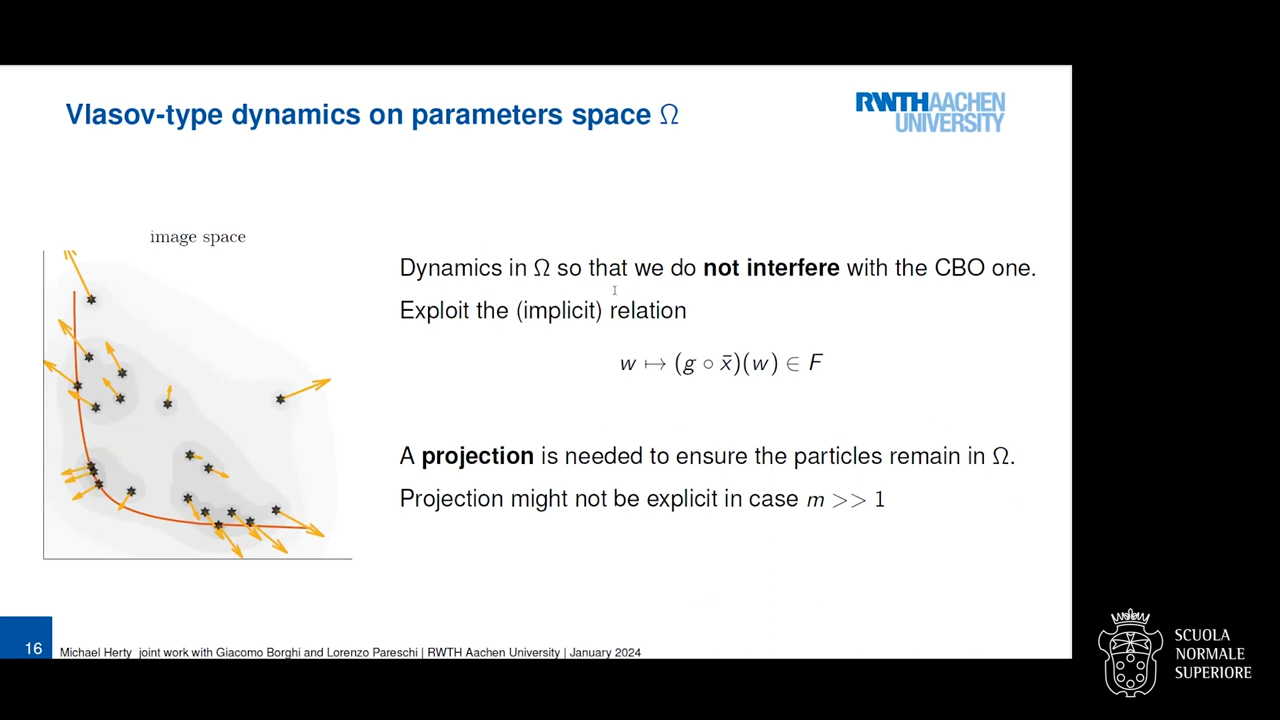 Vlasov-type dynamics on parameters space Ω
RWTHAACHEN
UNIVERSITY
image space
Dynamics in Ω so that we do not interfere with the CBO one.
Exploit the (implicit) relation
w ↦ (g ∘ x̄)(w) ∈ F
A projection is needed to ensure the particles remain in Ω.
Projection might not be explicit in case m >> 1
16
Michael Herty joint work with Giacomo Borghi and Lorenzo Pareschi | RWTH Aachen University | January 2024
SCUOLA
NORMALE
SUPERIORE